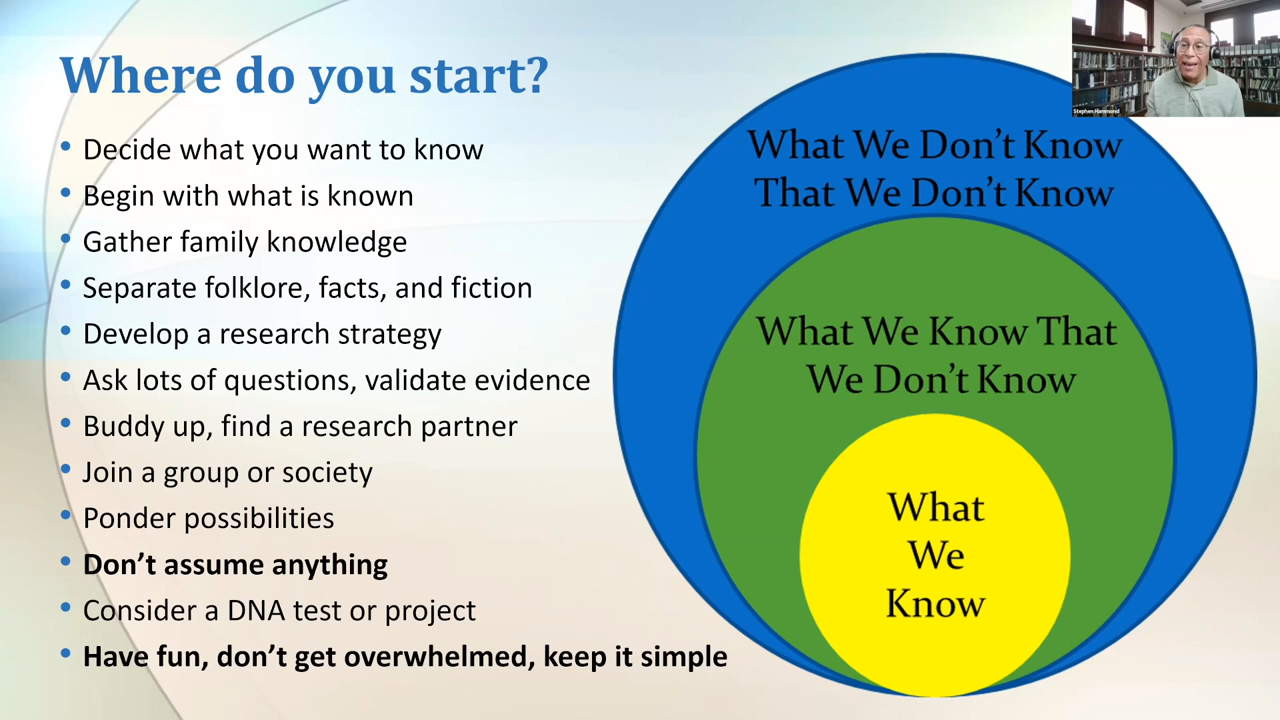 Where do you start?
Decide what you want to know
Begin with what is known
Gather family knowledge
Separate folklore, facts, and fiction
Develop a research strategy
Ask lots of questions, validate evidence
Buddy up, find a research partner
Join a group or society
Ponder possibilities
Don't assume anything
Consider a DNA test or project
Have fun, don't get overwhelmed, keep it simple
What We Don't Know
That We Don't Know
What We Know That
We Don't Know
What
We
Know
Stephen Hammond